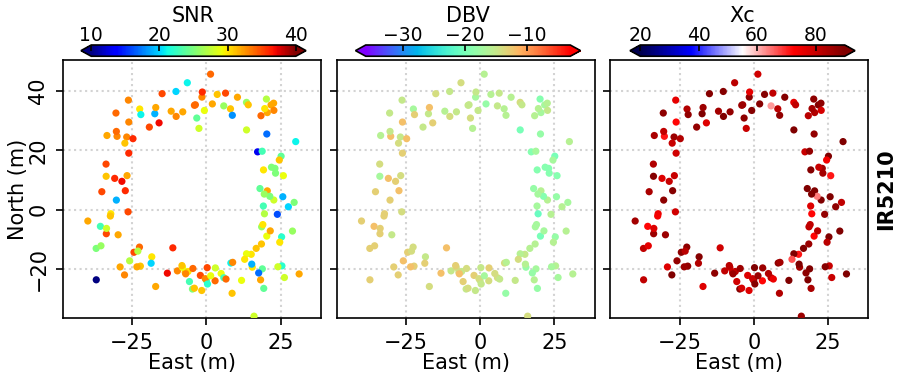 SNR DBV Xc
10 20 30 40 −30 −20 −10 20 40 60 80
40
20
0
−20
North (m)
IR5210
−25 0 25 −25 0 25 −25 0 25
East (m) East (m) East (m)